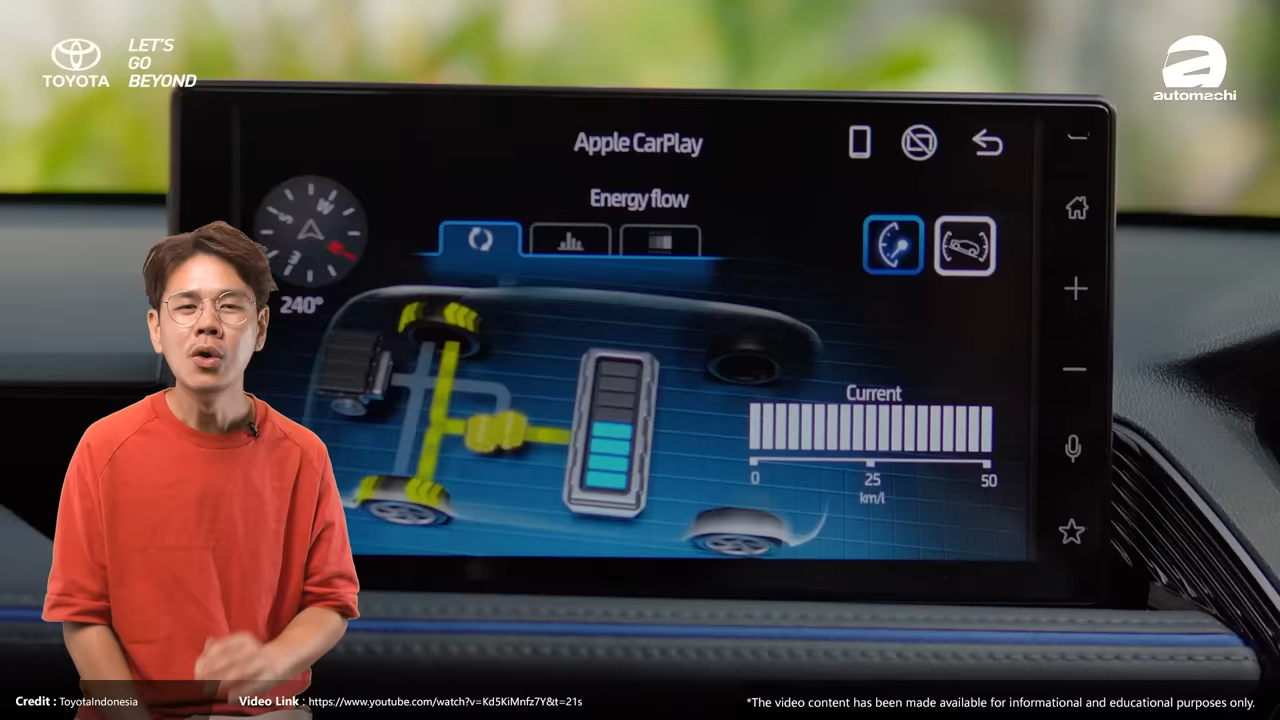 TOYOTA
LET'S
GO
BEYOND
automachi
Apple CarPlay
Energy flow
W
S
240°
Current
0
25
50
km/l
Credit : ToyotaIndonesia
Video Link : https://www.youtube.com/watch?v=Kd5KiMnfz7Y&t=21s
*The video content has been made available for informational and educational purposes only.